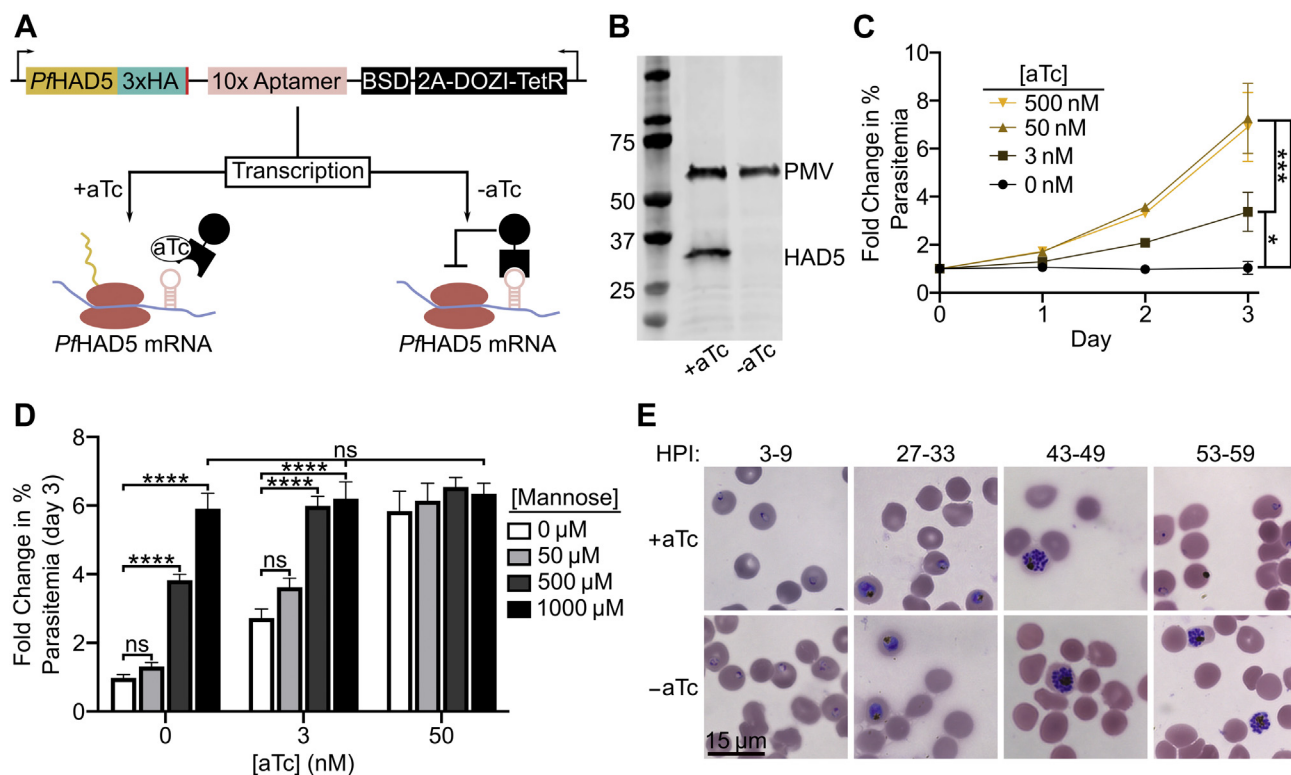 A
PfHAD5 3xHA 10x Aptamer BSD 2A-DOZI-TetR
Transcription
+aTc
-aTc
aTc
PfHAD5 mRNA
PfHAD5 mRNA
B
75
50
37
25
PMV
HAD5
+aTc
-aTc
C
Fold Change in %
Parasitemia
10
8
6
4
2
0
[aTc]
500 nM
50 nM
3 nM
0 nM
***
*
0 1 2 3
Day
D
Fold Change in %
Parasitemia (day 3)
8
6
4
2
0
ns
****
****
ns
****
****
ns
[Mannose]
0 µM
50 µM
500 µM
1000 µM
0 3 50
[aTc] (nM)
E
HPI: 3-9 27-33 43-49 53-59
+aTc
−aTc
15 µm